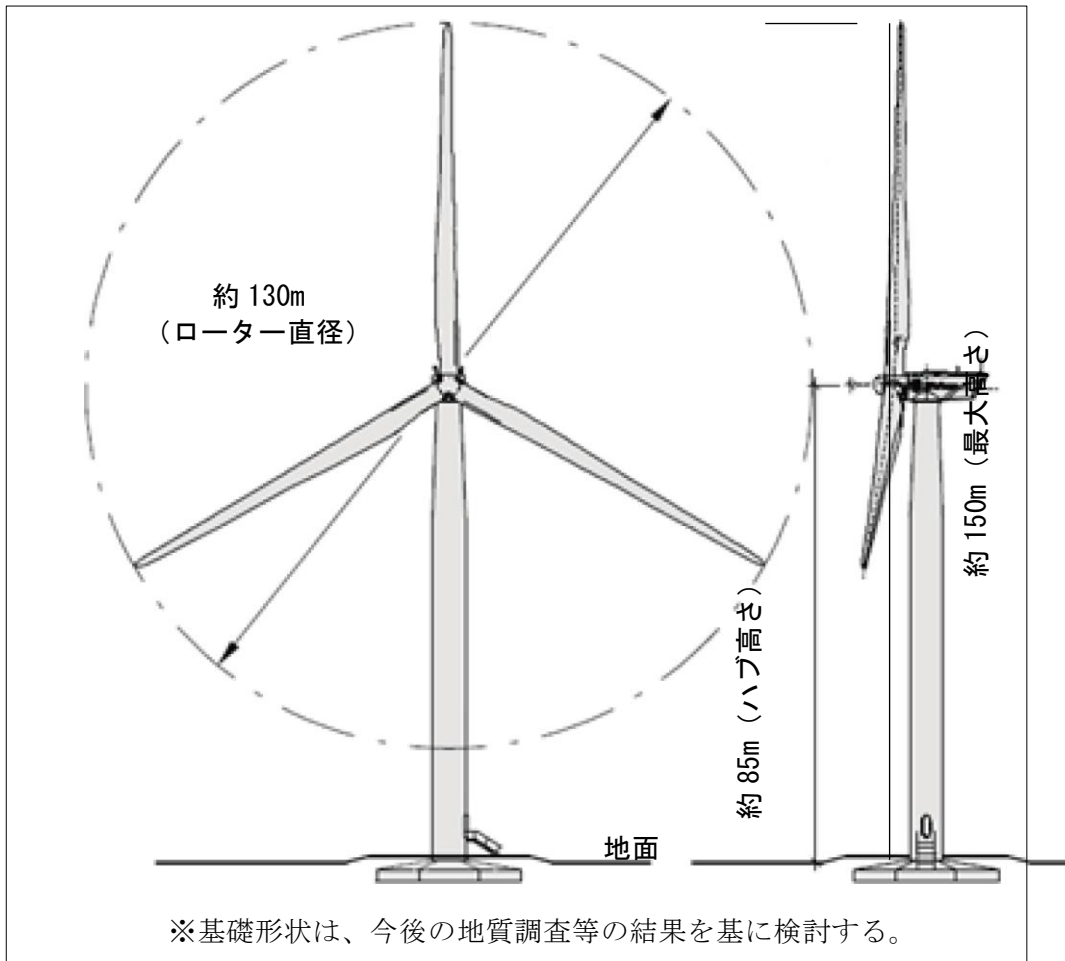 約 130m
(ローター直径)
約 85m(ハブ高さ)
約 150m(最大高さ)
地面
※基礎形状は、今後の地質調査等の結果を基に検討する。